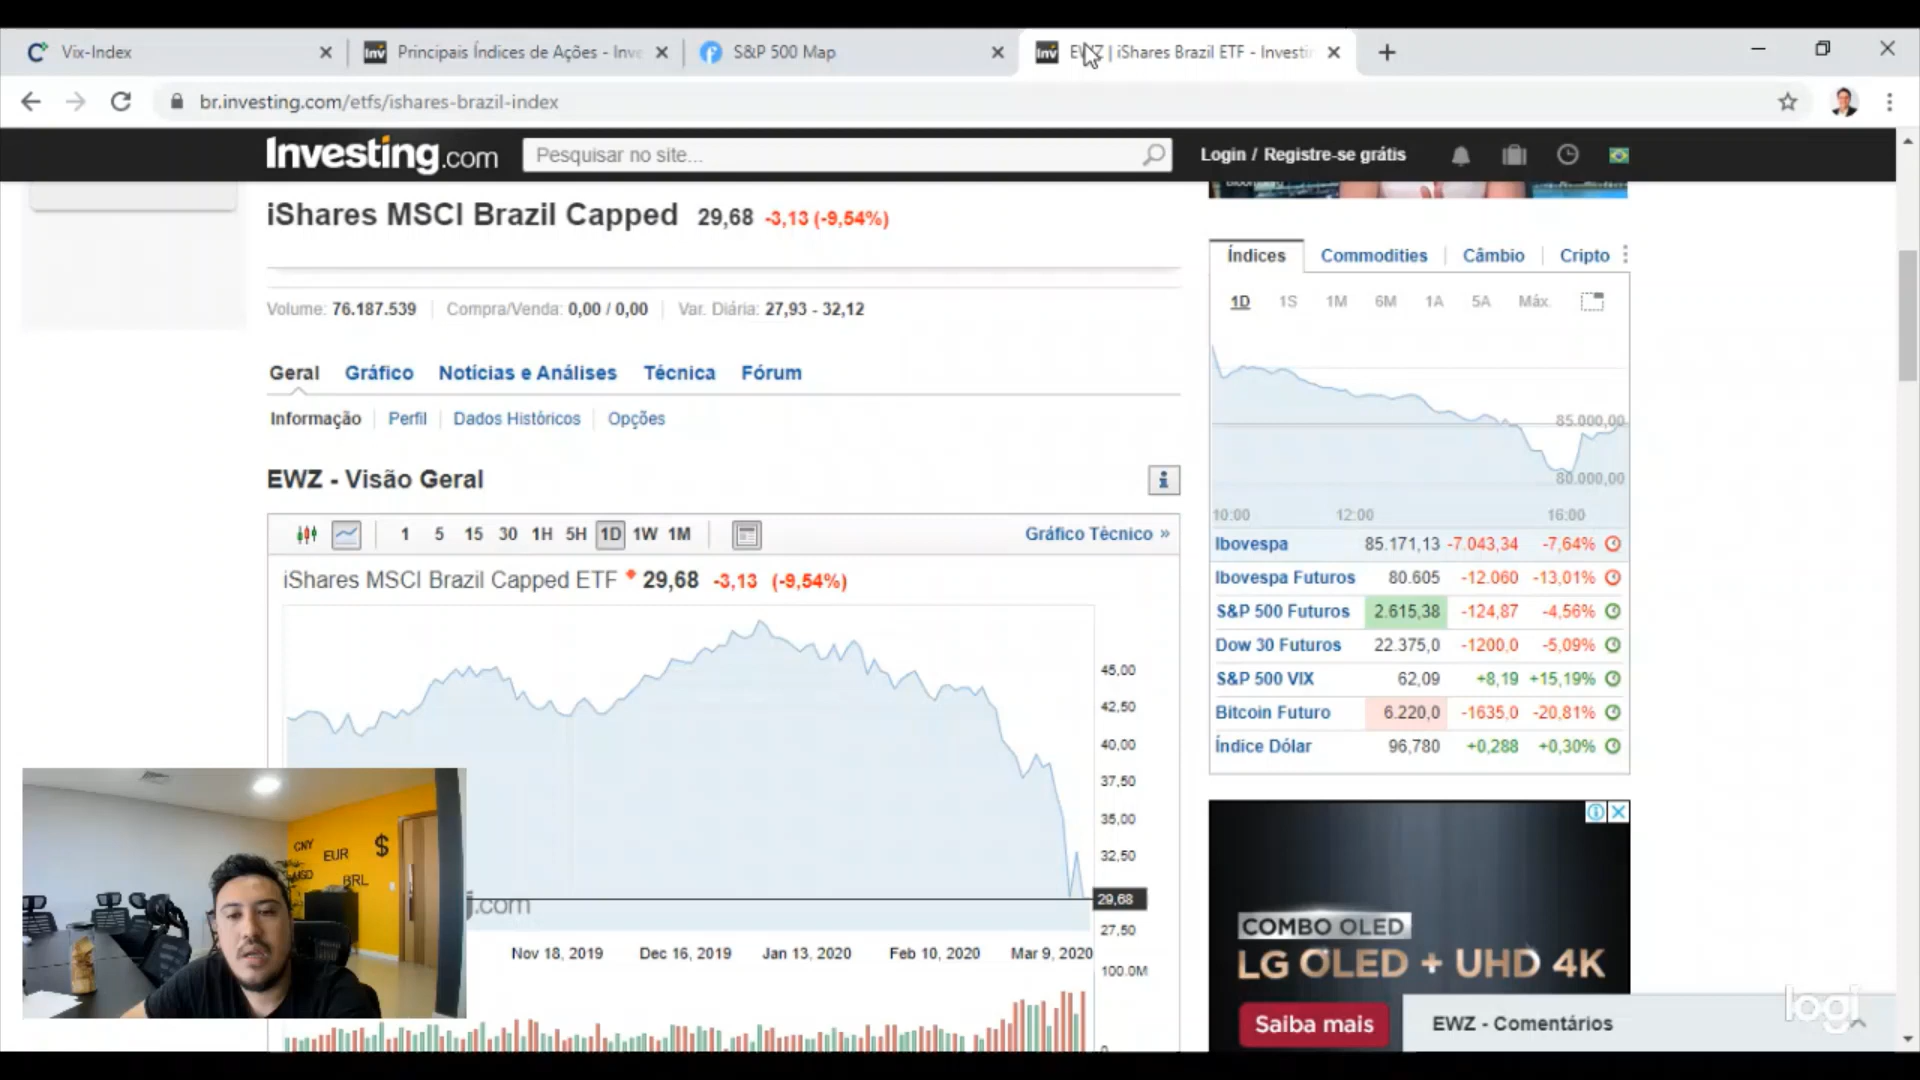 Vix-Index
Principais Índices de Ações - Inve
S&P 500 Map
EWZ | iShares Brazil ETF - Investin
br.investing.com/etfs/ishares-brazil-index
Investing.com
Pesquisar no site...
Login / Registre-se grátis
iShares MSCI Brazil Capped 29,68 -3,13 (-9,54%)
Volume: 76.187.539 Compra/Venda: 0,00 / 0,00 Var. Diária: 27,93 - 32,12
Geral Gráfico Notícias e Análises Técnica Fórum
Informação Perfil Dados Históricos Opções
EWZ - Visão Geral
1 5 15 30 1H 5H 1D 1W 1M
Gráfico Técnico »
iShares MSCI Brazil Capped ETF 29,68 -3,13 (-9,54%)
45,00
42,50
40,00
37,50
35,00
32,50
29,68
27,50
.com
Nov 18, 2019 Dec 16, 2019 Jan 13, 2020 Feb 10, 2020 Mar 9, 2020
100.0M
0
Índices Commodities Câmbio Cripto
1D 1S 1M 6M 1A 5A Máx.
85.000,00
80.000,00
10:00 12:00 16:00
Ibovespa 85.171,13 -7.043,34 -7,64%
Ibovespa Futuros 80.605 -12.060 -13,01%
S&P 500 Futuros 2.615,38 -124,87 -4,56%
Dow 30 Futuros 22.375,0 -1200,0 -5,09%
S&P 500 VIX 62,09 +8,19 +15,19%
Bitcoin Futuro 6.220,0 -1635,0 -20,81%
Índice Dólar 96,780 +0,288 +0,30%
COMBO OLED
LG OLED + UHD 4K
Saiba mais
EWZ - Comentários
logi
CNY
EUR
$
BRL